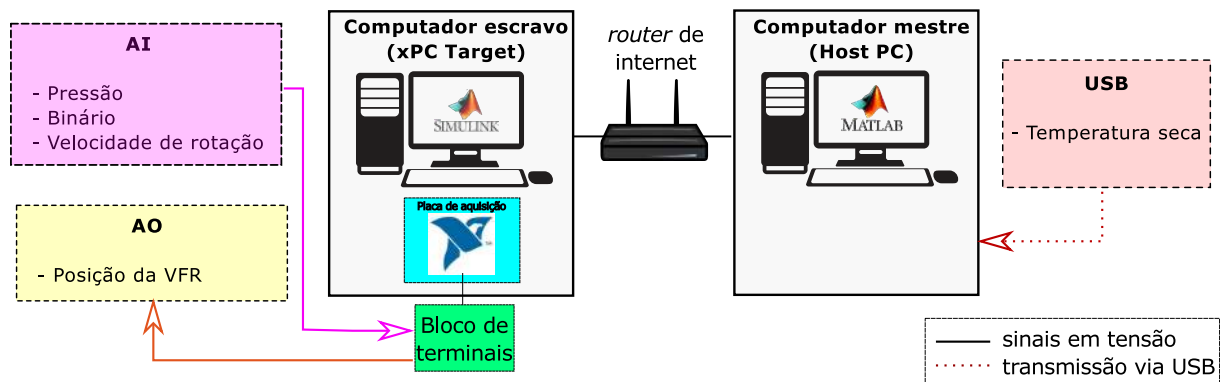 AI
- Pressão
- Binário
- Velocidade de rotação
AO
- Posição da VFR
Computador escravo
(xPC Target)
SIMULINK
Placa de aquisição
Bloco de
terminais
router de
internet
Computador mestre
(Host PC)
MATLAB
USB
- Temperatura seca
sinais em tensão
transmissão via USB